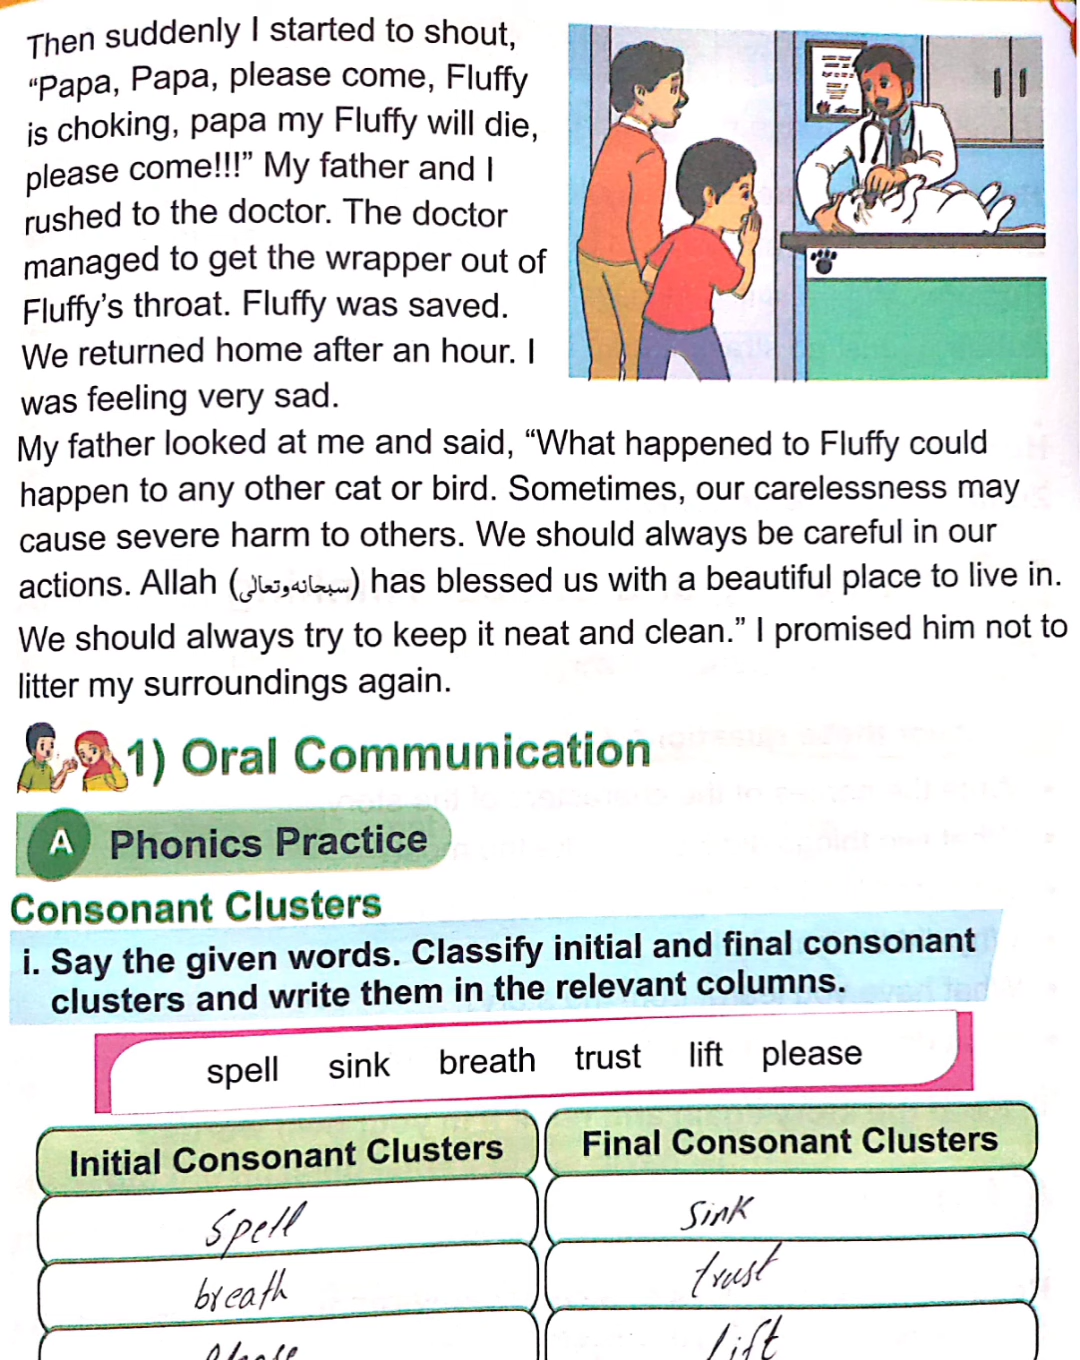 Then suddenly I started to shout,
“Papa, Papa, please come, Fluffy
is choking, papa my Fluffy will die,
please come!!!” My father and I
rushed to the doctor. The doctor
managed to get the wrapper out of
Fluffy’s throat. Fluffy was saved.
We returned home after an hour. I
was feeling very sad.
My father looked at me and said, “What happened to Fluffy could
happen to any other cat or bird. Sometimes, our carelessness may
cause severe harm to others. We should always be careful in our
actions. Allah (سبحانه وتعالى) has blessed us with a beautiful place to live in.
We should always try to keep it neat and clean.” I promised him not to
litter my surroundings again.
1) Oral Communication
A Phonics Practice
Consonant Clusters
i. Say the given words. Classify initial and final consonant
clusters and write them in the relevant columns.
spell sink breath trust lift please
Initial Consonant Clusters Final Consonant Clusters
spell sink
breath trust
please lift